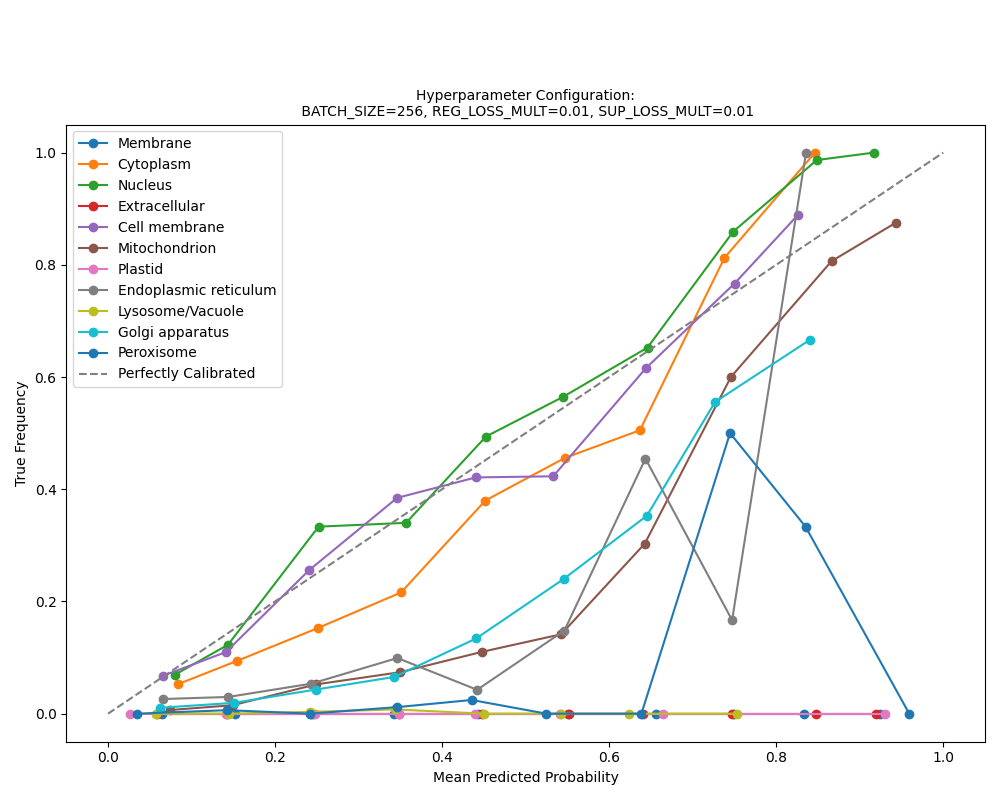 Hyperparameter Configuration:
BATCH_SIZE=256, REG_LOSS_MULT=0.01, SUP_LOSS_MULT=0.01
Membrane
Cytoplasm
Nucleus
Extracellular
Cell membrane
Mitochondrion
Plastid
Endoplasmic reticulum
Lysosome/Vacuole
Golgi apparatus
Peroxisome
Perfectly Calibrated
True Frequency
1.0
0.8
0.6
0.4
0.2
0.0
0.0 0.2 0.4 0.6 0.8 1.0
Mean Predicted Probability